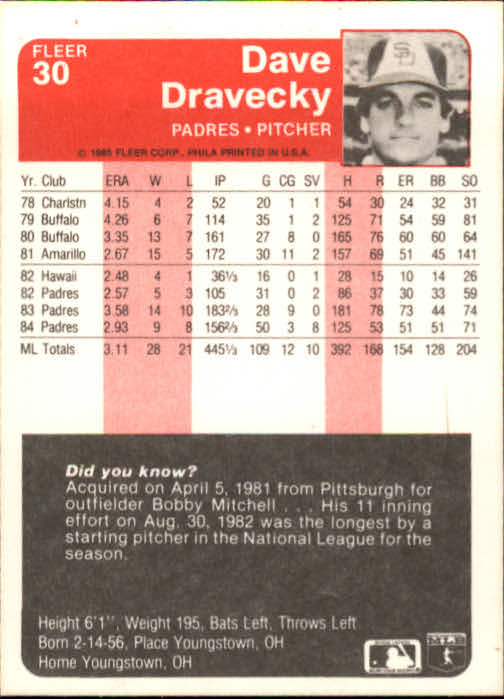 FLEER
30
Dave
Dravecky
PADRES • PITCHER
© 1985 FLEER CORP., PHILA PRINTED IN U.S.A.
SD
Yr. Club ERA W L IP G CG SV H R ER BB SO
78 Charlstn 4.15 4 2 52 20 1 1 54 30 24 32 31
79 Buffalo 4.26 6 7 114 35 1 2 125 71 54 59 81
80 Buffalo 3.35 13 7 161 27 8 0 165 76 60 60 64
81 Amarillo 2.67 15 5 172 30 11 2 157 69 51 45 141
82 Hawaii 2.48 4 1 36⅓ 16 0 1 28 15 10 14 26
82 Padres 2.57 5 3 105 31 0 2 86 37 30 33 59
83 Padres 3.58 14 10 183⅔ 28 9 0 181 78 73 44 74
84 Padres 2.93 9 8 156⅔ 50 3 8 125 53 51 51 71
ML Totals 3.11 28 21 445⅓ 109 12 10 392 168 154 128 204
Did you know?
Acquired on April 5, 1981 from Pittsburgh for
outfielder Bobby Mitchell . . . His 11 inning
effort on Aug. 30, 1982 was the longest by a
starting pitcher in the National League for
the season.
Height 6'1", Weight 195, Bats Left, Throws Left
Born 2-14-56, Place Youngstown, OH
Home Youngstown, OH